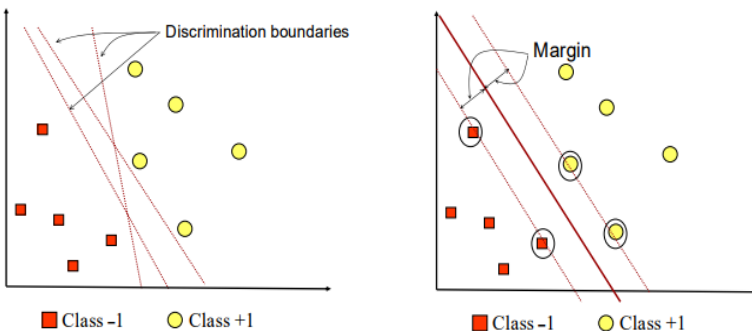 Discrimination boundaries
Class –1
Class +1
Margin
Class –1
Class +1